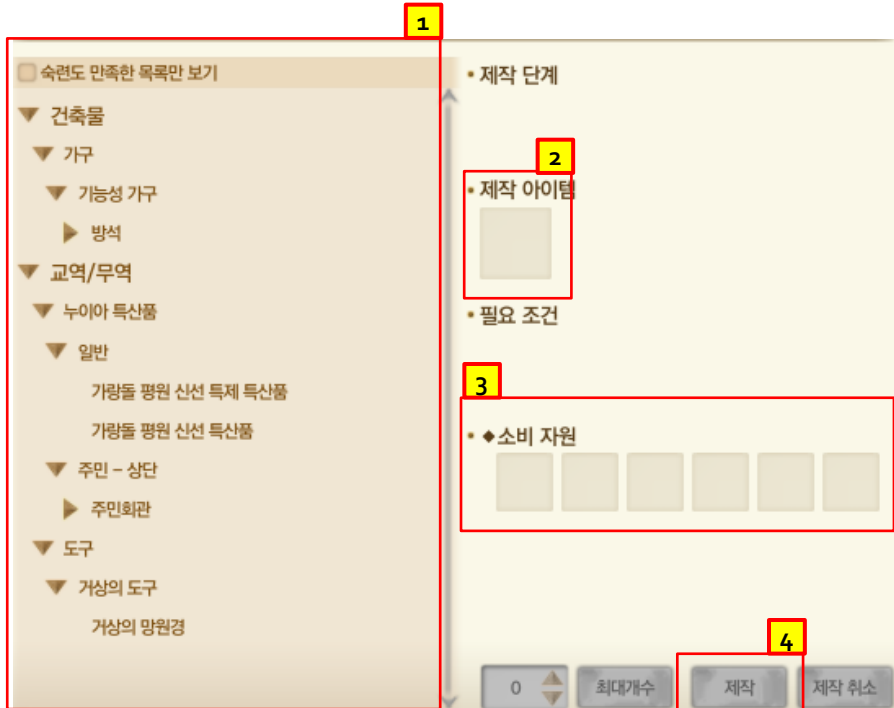 1
숙련도 만족한 목록만 보기
건축물
가구
기능성 가구
방석
교역/무역
누이아 특산품
일반
가랑돌 평원 신선 특제 특산품
가랑돌 평원 신선 특산품
주민 - 상단
주민회관
도구
거상의 도구
거상의 망원경
• 제작 단계
2
• 제작 아이템
• 필요 조건
3
• ◆소비 자원
4
0 최대개수 제작 제작 취소